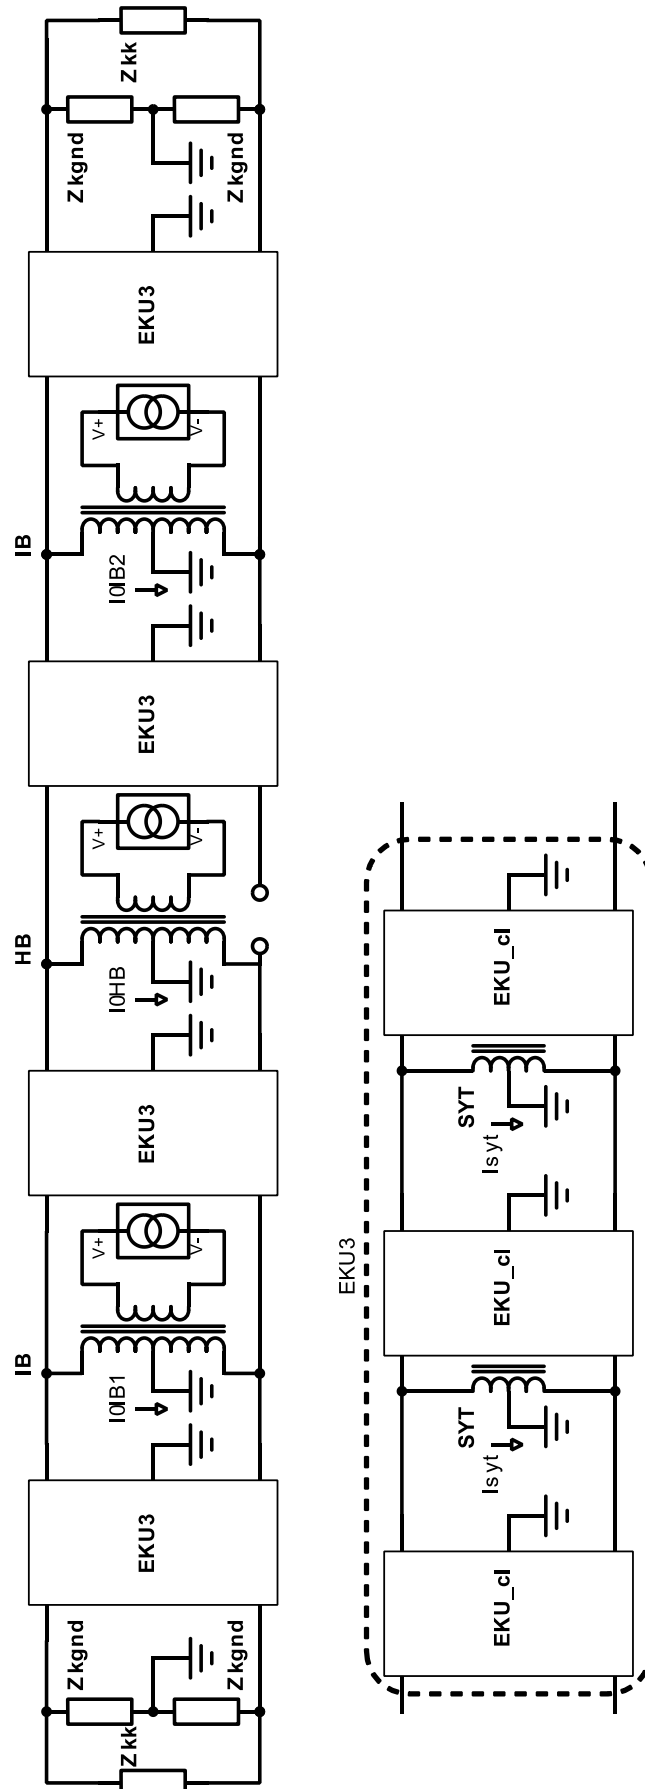 Zkk
Zkgnd
Zkgnd
EKU3
V+
V-
IB
I0IB2
EKU3
V+
V-
HB
I0HB
EKU3
V+
V-
IB
I0IB1
EKU3
Zkgnd
Zkgnd
Zkk
EKU_cl
SYT
Isyt
EKU3
EKU_cl
SYT
Isyt
EKU_cl